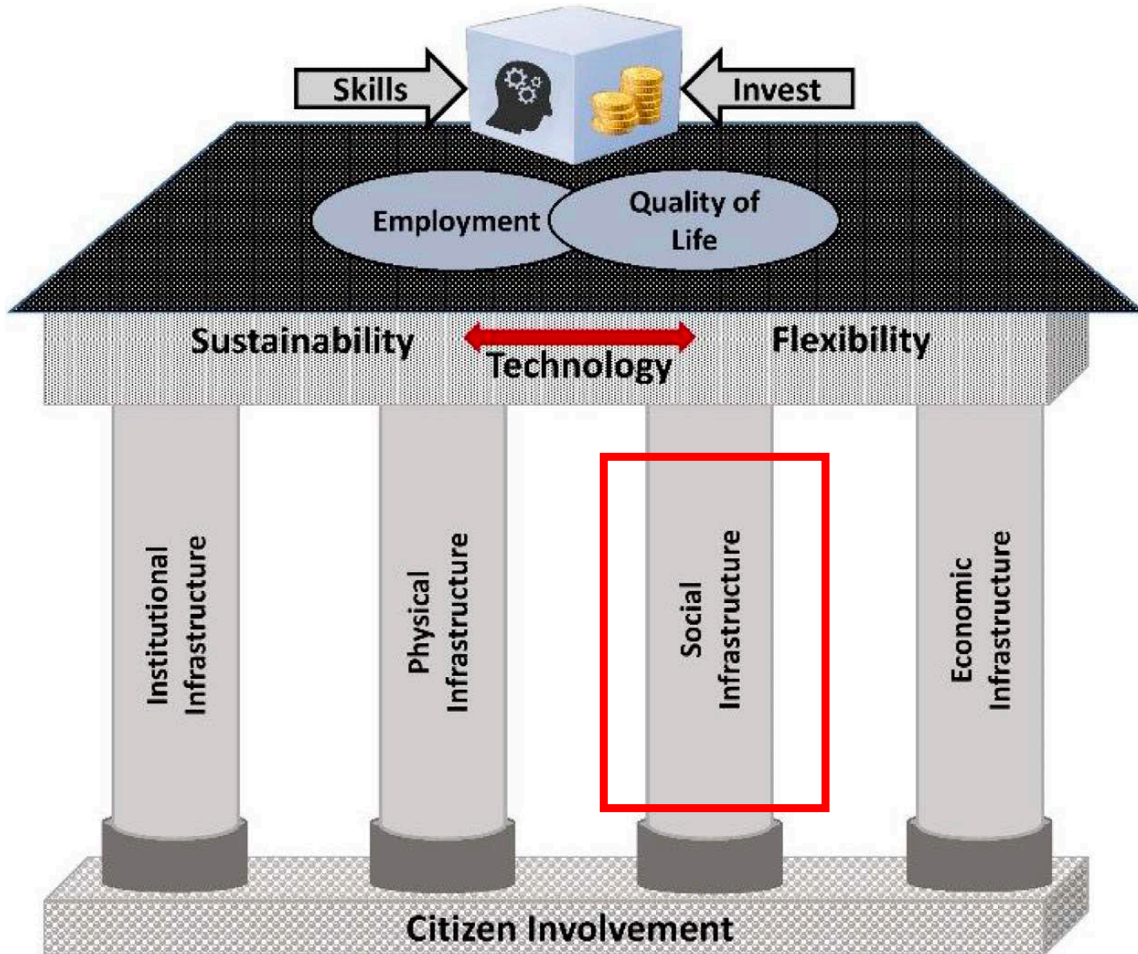 Skills
Invest
Employment
Quality of
Life
Sustainability
Technology
Flexibility
Institutional
Infrastructure
Physical
Infrastructure
Social
Infrastructure
Economic
Infrastructure
Citizen Involvement